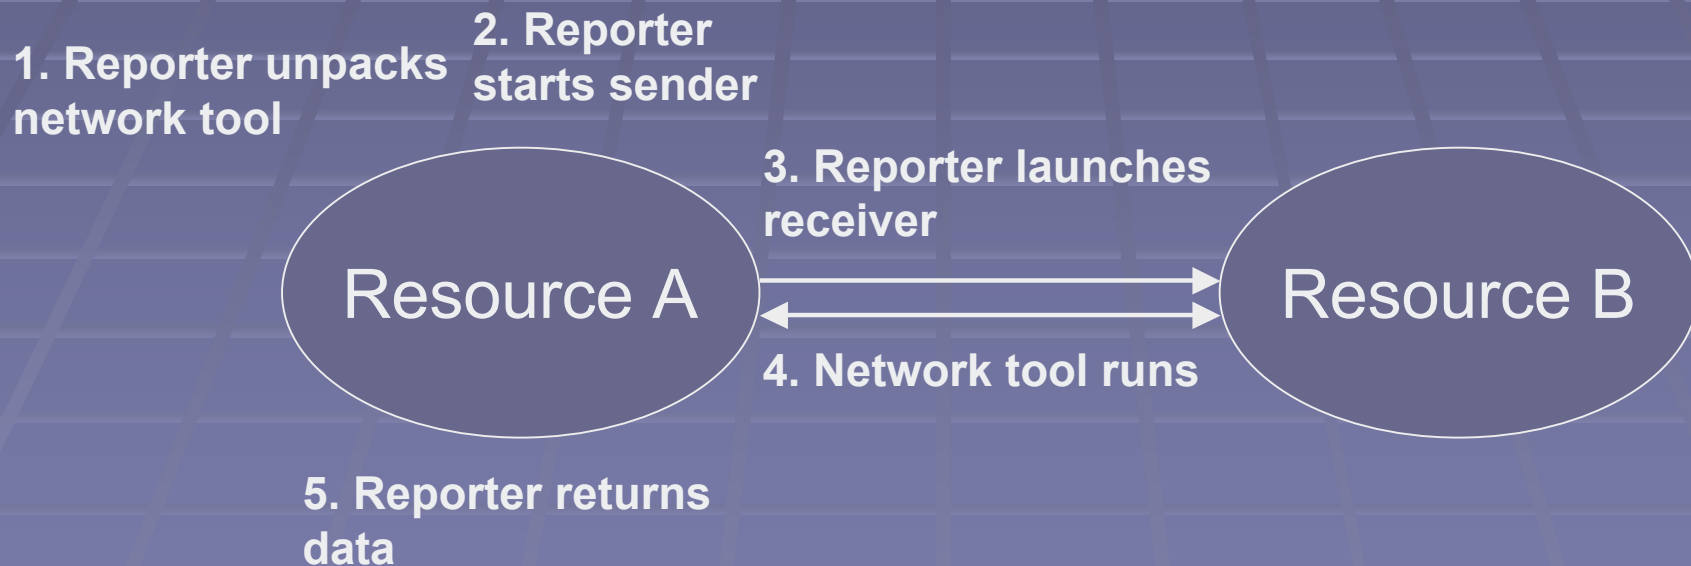 1. Reporter unpacks
network tool
2. Reporter
starts sender
3. Reporter launches
receiver
Resource A
Resource B
4. Network tool runs
5. Reporter returns
data